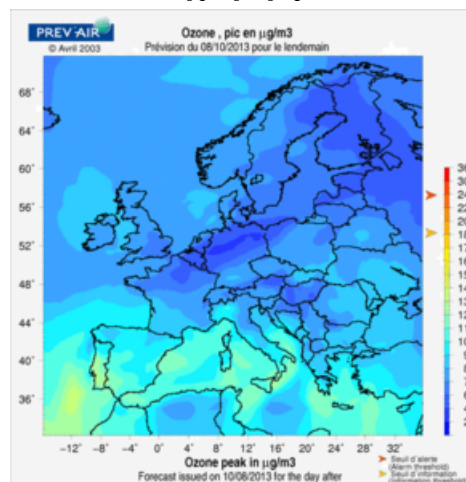 PREV'AIR
© Avril 2003
Ozone , pic en µg/m3
Prévision du 08/10/2013 pour le lendemain
68°
64°
60°
56°
52°
48°
44°
40°
36°
-12° -8° -4° 0° 4° 8° 12° 16° 20° 24° 28° 32°
Ozone peak in µg/m3
Forecast issued on 10/08/2013 for the day after
Seuil d'alerte
(Alarm threshold)
Seuil d'information
(Information threshold)